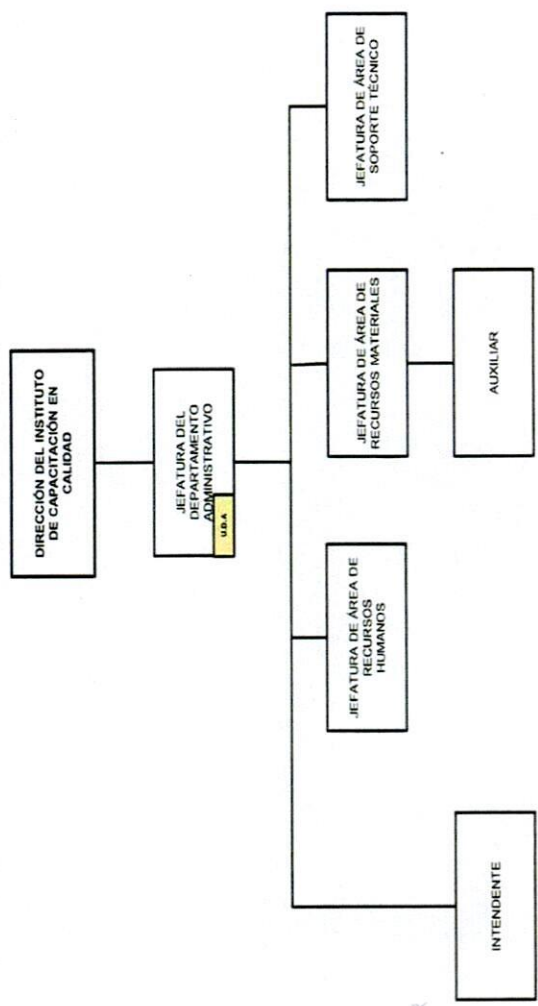 DIRECCIÓN DEL INSTITUTO
DE CAPACITACIÓN EN
CALIDAD
JEFATURA DEL
DEPARTAMENTO
ADMINISTRATIVO
U.D.A
INTENDENTE
JEFATURA DE ÁREA DE
RECURSOS
HUMANOS
JEFATURA DE ÁREA DE
RECURSOS MATERIALES
AUXILIAR
JEFATURA DE ÁREA DE
SOPORTE TÉCNICO